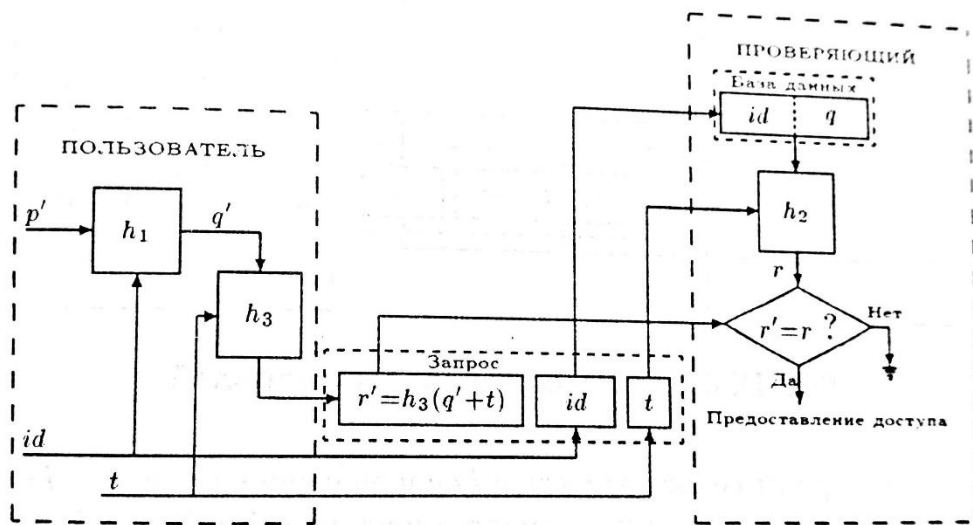 ПРОВЕРЯЮЩИЙ
База данных
id q
ПОЛЬЗОВАТЕЛЬ
p′ h₁ q′
h₂
h₃
r
r′=r ?
Нет
Да
Предоставление доступа
Запрос
r′=h₃(q′+t) id t
id
t